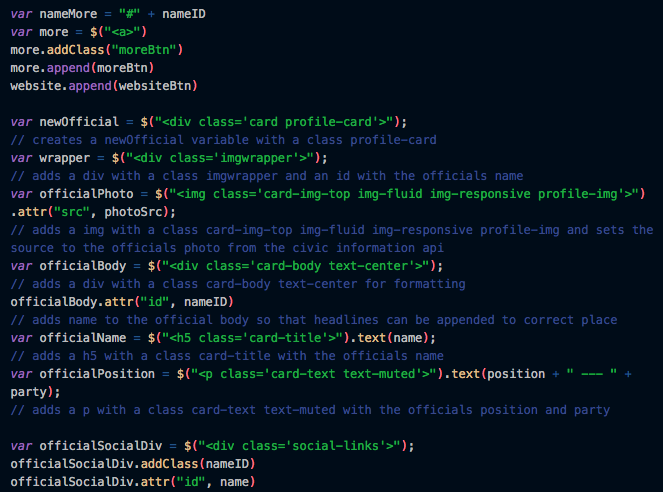 var nameMore = "#" + nameID
var more = $("<a>")
more.addClass("moreBtn")
more.append(moreBtn)
website.append(websiteBtn)

var newOfficial = $("<div class='card profile-card'>");
// creates a newOfficial variable with a class profile-card
var wrapper = $("<div class='imgwrapper'>");
// adds a div with a class imgwrapper and an id with the officials name
var officialPhoto = $("<img class='card-img-top img-fluid img-responsive profile-img'>")
.attr("src", photoSrc);
// adds a img with a class card-img-top img-fluid img-responsive profile-img and sets the
source to the officials photo from the civic information api
var officialBody = $("<div class='card-body text-center'>");
// adds a div with a class card-body text-center for formatting
officialBody.attr("id", nameID)
// adds name to the official body so that headlines can be appended to correct place
var officialName = $("<h5 class='card-title'>").text(name);
// adds a h5 with a class card-title with the officials name
var officialPosition = $("<p class='card-text text-muted'>").text(position + " --- " +
party);
// adds a p with a class card-text text-muted with the officials position and party

var officialSocialDiv = $("<div class='social-links'>");
officialSocialDiv.addClass(nameID)
officialSocialDiv.attr("id", name)